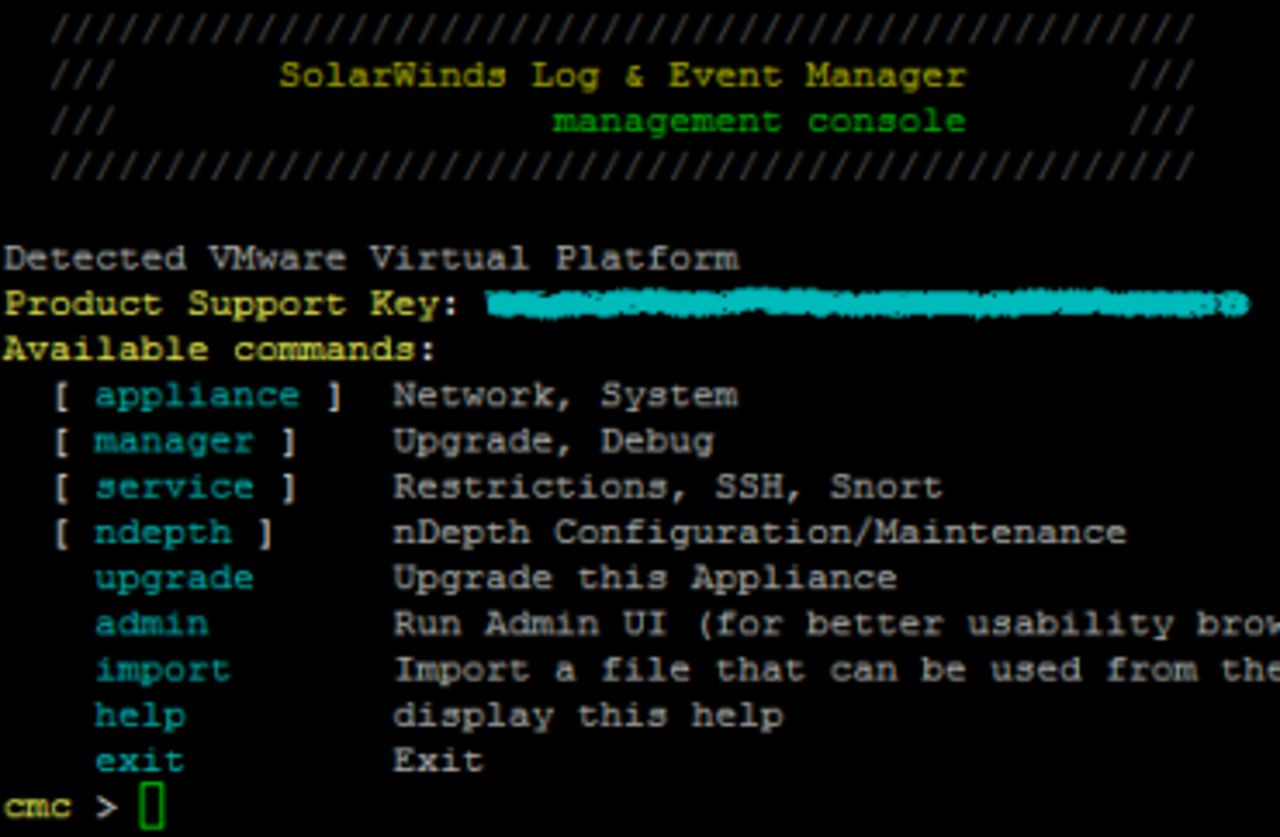 //////////////////////////////////////////////////
/// SolarWinds Log & Event Manager ///
/// management console ///
//////////////////////////////////////////////////
Detected VMware Virtual Platform
Product Support Key:
Available commands:
[ appliance ] Network, System
[ manager ] Upgrade, Debug
[ service ] Restrictions, SSH, Snort
[ ndepth ] nDepth Configuration/Maintenance
upgrade Upgrade this Appliance
admin Run Admin UI (for better usability brow
import Import a file that can be used from the
help display this help
exit Exit
cmc >